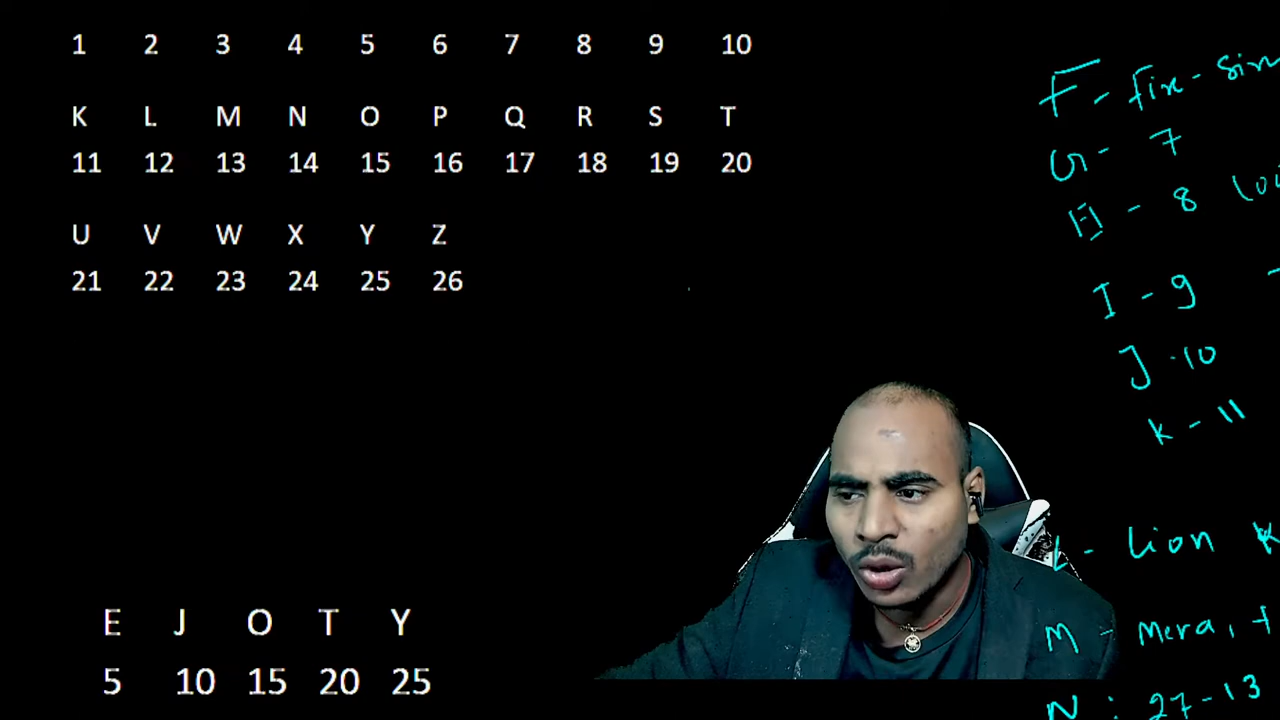 1 2 3 4 5 6 7 8 9 10
K L M N O P Q R S T
11 12 13 14 15 16 17 18 19 20
U V W X Y Z
21 22 23 24 25 26
E J O T Y
5 10 15 20 25
F - fix - six
G - 7
H - 8
I - 9
J - 10
K - 11
L - Lion
M - Mera,
N : 27-13